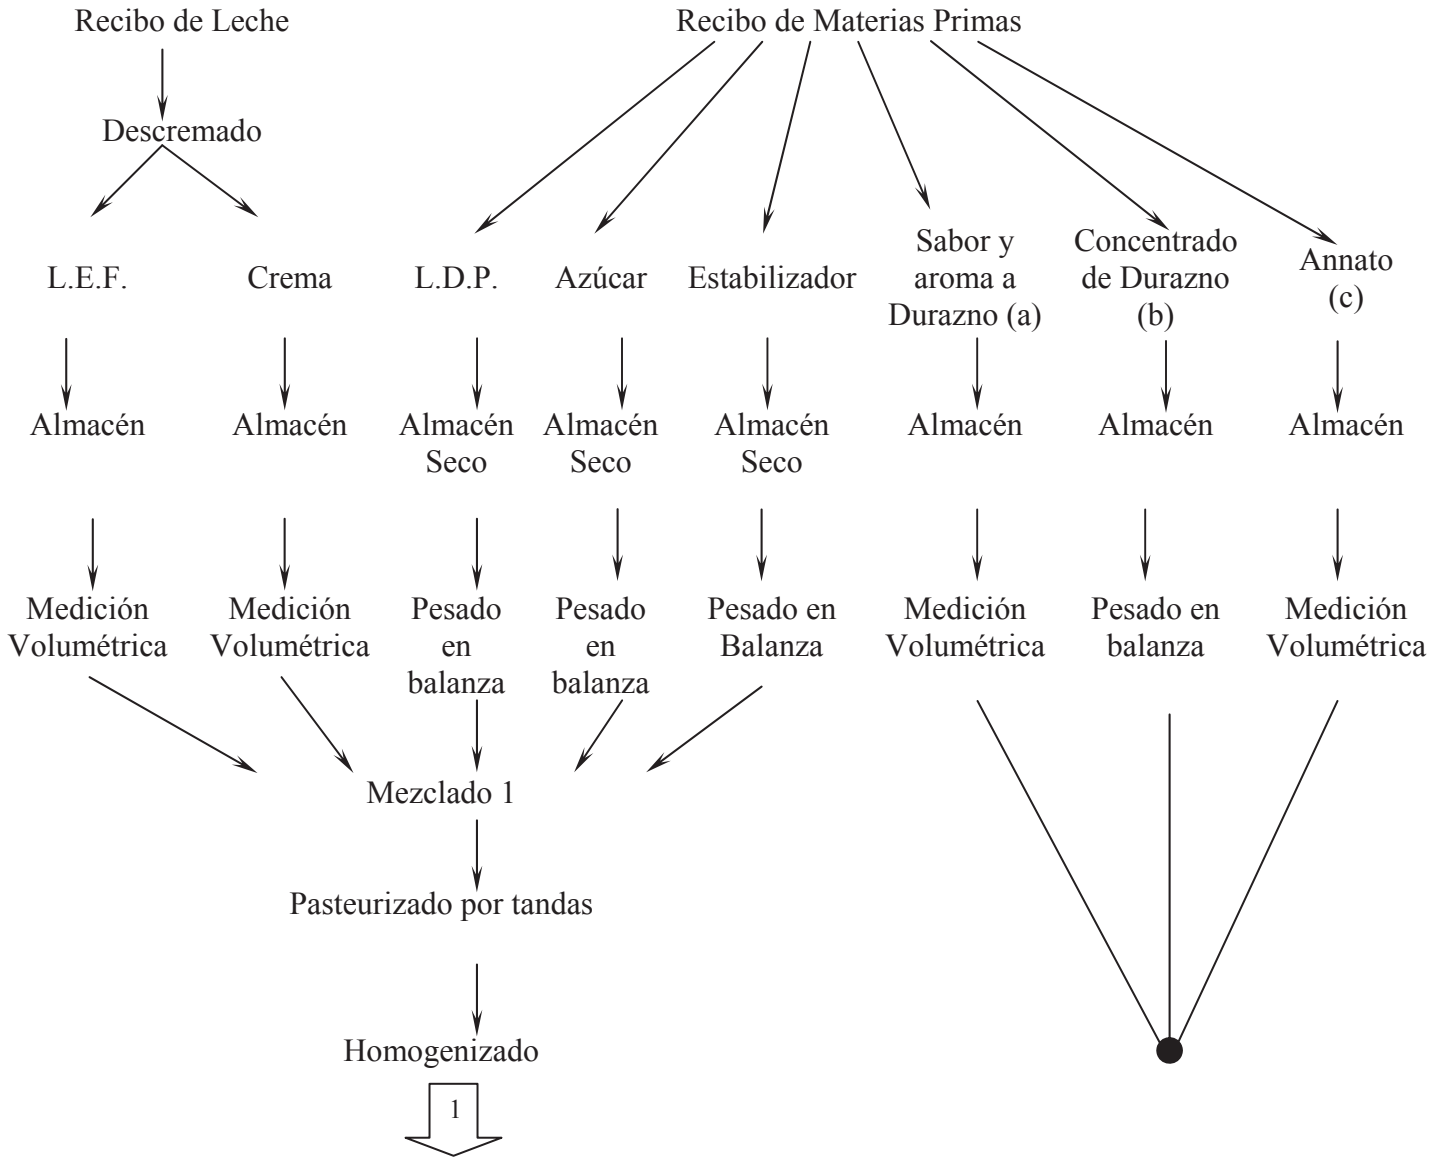 Recibo de Leche
Recibo de Materias Primas
Descremado
L.E.F.
Crema
L.D.P.
Azúcar
Estabilizador
Sabor y
aroma a
Durazno (a)
Concentrado
de Durazno
(b)
Annato
(c)
Almacén
Almacén
Almacén
Seco
Almacén
Seco
Almacén
Seco
Almacén
Almacén
Almacén
Medición
Volumétrica
Medición
Volumétrica
Pesado
en
balanza
Pesado
en
balanza
Pesado en
Balanza
Medición
Volumétrica
Pesado en
balanza
Medición
Volumétrica
Mezclado 1
Pasteurizado por tandas
Homogenizado
1